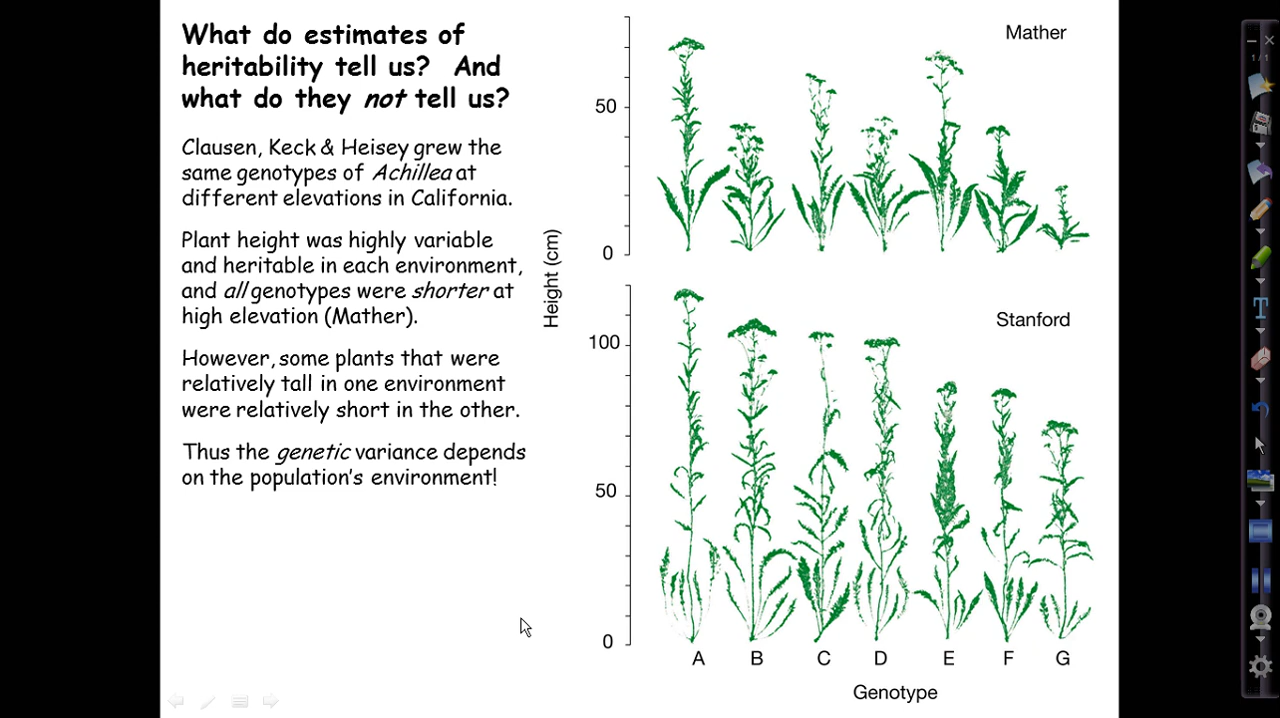 What do estimates of
heritability tell us? And
what do they not tell us?
Clausen, Keck & Heisey grew the
same genotypes of Achillea at
different elevations in California.
Plant height was highly variable
and heritable in each environment,
and all genotypes were shorter at
high elevation (Mather).
However, some plants that were
relatively tall in one environment
were relatively short in the other.
Thus the genetic variance depends
on the population's environment!
Mather
50
0
Height (cm)
Stanford
100
50
0
A B C D E F G
Genotype
1/1